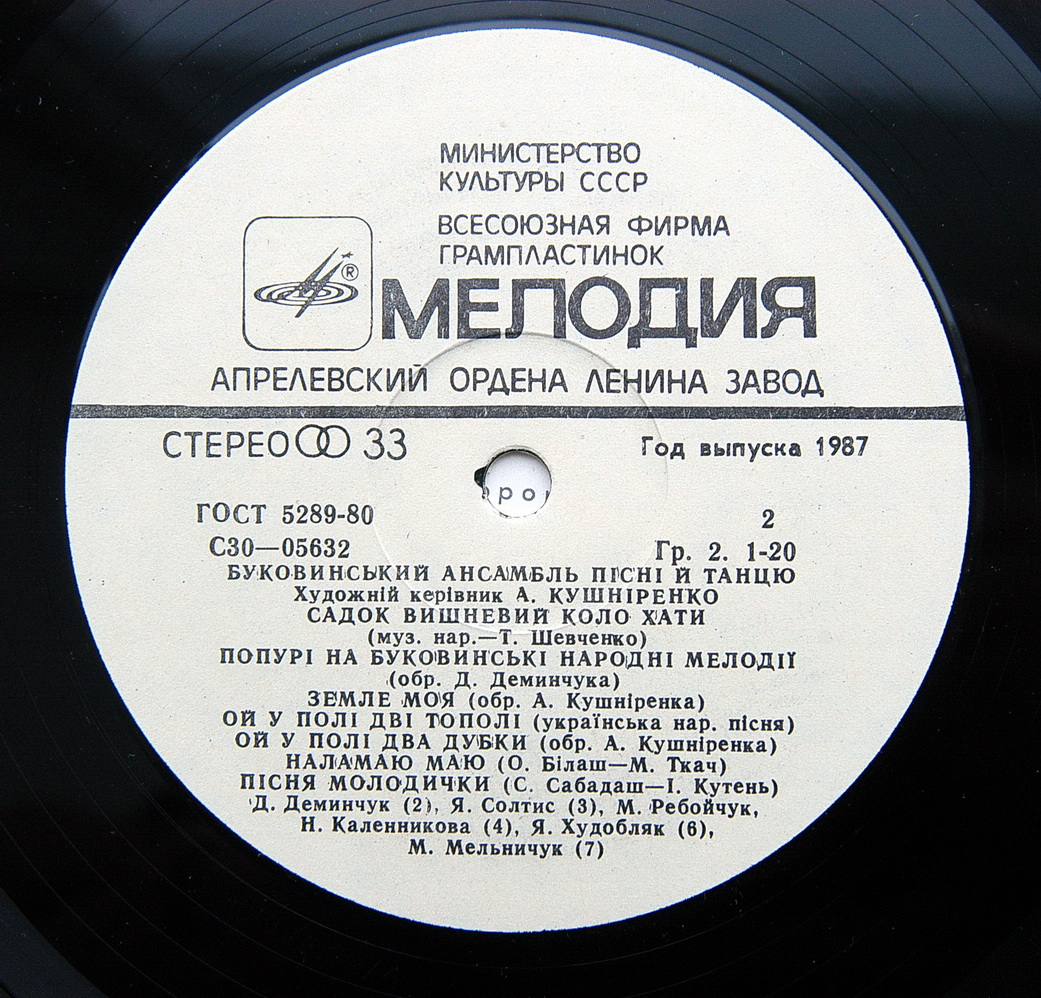 МИНИСТЕРСТВО
КУЛЬТУРЫ СССР
ВСЕСОЮЗНАЯ ФИРМА
ГРАМПЛАСТИНОК
®
МЕЛОДИЯ
АПРЕЛЕВСКИЙ ОРДЕНА ЛЕНИНА ЗАВОД
СТЕРЕО 33
Год выпуска 1987
ГОСТ 5289-80
2
С30—05632
Гр. 2. 1-20
БУКОВИНСЬКИЙ АНСАМБЛЬ ПІСНІ Й ТАНЦЮ
Художній керівник А. КУШНІРЕНКО
САДОК ВИШНЕВИЙ КОЛО ХАТИ
(муз. нар.—Т. Шевченко)
ПОПУРІ НА БУКОВИНСЬКІ НАРОДНІ МЕЛОДІЇ
(обр. Д. Деминчука)
ЗЕМЛЕ МОЯ (обр. А. Кушніренка)
ОЙ У ПОЛІ ДВІ ТОПОЛІ (українська нар. пісня)
ОЙ У ПОЛІ ДВА ДУБКИ (обр. А. Кушніренка)
НАЛАМАЮ МАЮ (О. Білаш—М. Ткач)
ПІСНЯ МОЛОДИЧКИ (С. Сабадаш—І. Кутень)
Д. Деминчук (2), Я. Солтис (3), М. Ребойчук,
Н. Каленникова (4), Я. Худобляк (6),
М. Мельничук (7)